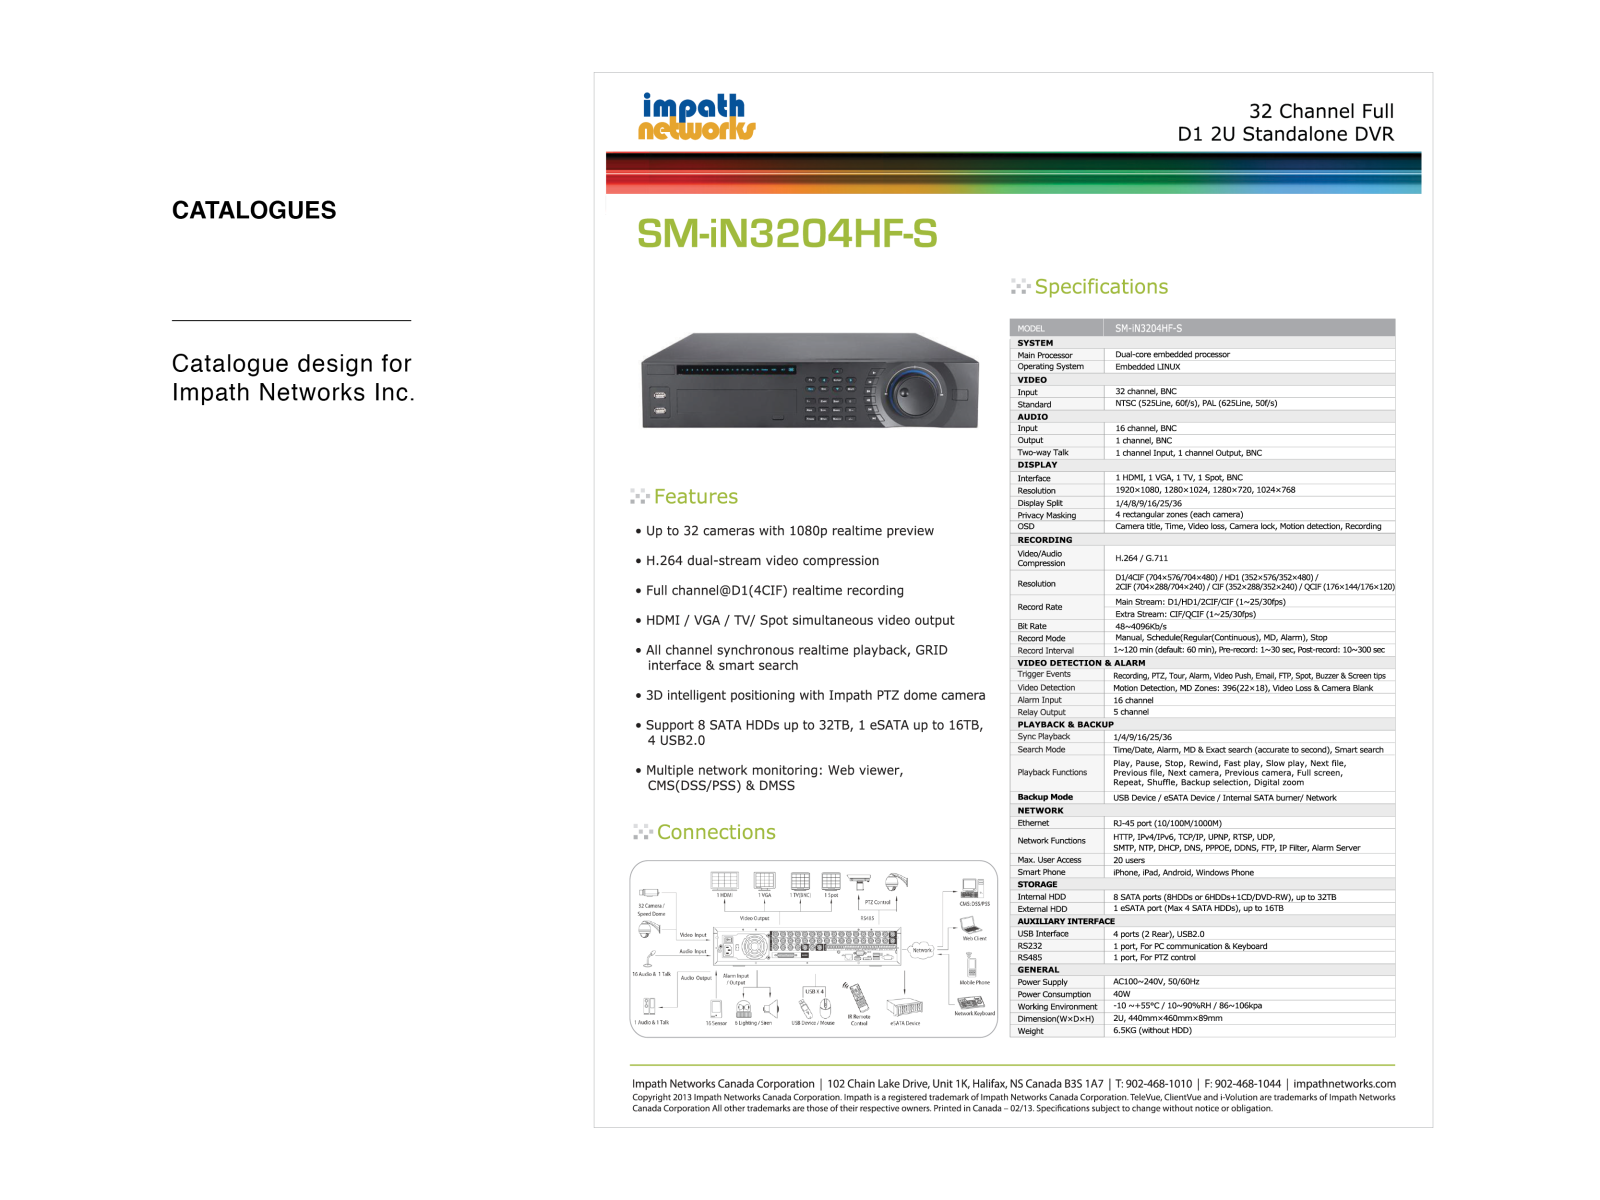 CATALOGUES
Catalogue design for
Impath Networks Inc.
impath
networks
32 Channel Full
D1 2U Standalone DVR
SM-iN3204HF-S
Features
• Up to 32 cameras with 1080p realtime preview
• H.264 dual-stream video compression
• Full channel@D1(4CIF) realtime recording
• HDMI / VGA / TV/ Spot simultaneous video output
• All channel synchronous realtime playback, GRID
interface & smart search
• 3D intelligent positioning with Impath PTZ dome camera
• Support 8 SATA HDDs up to 32TB, 1 eSATA up to 16TB,
4 USB2.0
• Multiple network monitoring: Web viewer,
CMS(DSS/PSS) & DMSS
Connections
1 HDMI 1 VGA 1 TV(BNC) 1 Spot
PTZ Control
32 Camera /
Speed Dome
CMS: DSS/PSS
Video Output RS485
Video Input
Web Client
Audio Input
Network
16 Audio & 1 Talk
Audio Output
Alarm Input
/ Output
Mobile Phone
USB X 4
Network Keyboard
1 Audio & 1 Talk
16 Sensor
6 Lighting / Siren
USB Device / Mouse
IR Remote
Control
eSATA Device
Specifications
MODEL SM-iN3204HF-S
SYSTEM
Main Processor Dual-core embedded processor
Operating System Embedded LINUX
VIDEO
Input 32 channel, BNC
Standard NTSC (525Line, 60f/s), PAL (625Line, 50f/s)
AUDIO
Input 16 channel, BNC
Output 1 channel, BNC
Two-way Talk 1 channel Input, 1 channel Output, BNC
DISPLAY
Interface 1 HDMI, 1 VGA, 1 TV, 1 Spot, BNC
Resolution 1920×1080, 1280×1024, 1280×720, 1024×768
Display Split 1/4/8/9/16/25/36
Privacy Masking 4 rectangular zones (each camera)
OSD Camera title, Time, Video loss, Camera lock, Motion detection, Recording
RECORDING
Video/Audio
Compression H.264 / G.711
Resolution D1/4CIF (704×576/704×480) / HD1 (352×576/352×480) /
2CIF (704×288/704×240) / CIF (352×288/352×240) / QCIF (176×144/176×120)
Record Rate Main Stream: D1/HD1/2CIF/CIF (1~25/30fps)
Extra Stream: CIF/QCIF (1~25/30fps)
Bit Rate 48~4096Kb/s
Record Mode Manual, Schedule(Regular(Continuous), MD, Alarm), Stop
Record Interval 1~120 min (default: 60 min), Pre-record: 1~30 sec, Post-record: 10~300 sec
VIDEO DETECTION & ALARM
Trigger Events Recording, PTZ, Tour, Alarm, Video Push, Email, FTP, Spot, Buzzer & Screen tips
Video Detection Motion Detection, MD Zones: 396(22×18), Video Loss & Camera Blank
Alarm Input 16 channel
Relay Output 5 channel
PLAYBACK & BACKUP
Sync Playback 1/4/9/16/25/36
Search Mode Time/Date, Alarm, MD & Exact search (accurate to second), Smart search
Playback Functions Play, Pause, Stop, Rewind, Fast play, Slow play, Next file,
Previous file, Next camera, Previous camera, Full screen,
Repeat, Shuffle, Backup selection, Digital zoom
Backup Mode USB Device / eSATA Device / Internal SATA burner/ Network
NETWORK
Ethernet RJ-45 port (10/100M/1000M)
Network Functions HTTP, IPv4/IPv6, TCP/IP, UPNP, RTSP, UDP,
SMTP, NTP, DHCP, DNS, PPPOE, DDNS, FTP, IP Filter, Alarm Server
Max. User Access 20 users
Smart Phone iPhone, iPad, Android, Windows Phone
STORAGE
Internal HDD 8 SATA ports (8HDDs or 6HDDs+1CD/DVD-RW), up to 32TB
External HDD 1 eSATA port (Max 4 SATA HDDs), up to 16TB
AUXILIARY INTERFACE
USB Interface 4 ports (2 Rear), USB2.0
RS232 1 port, For PC communication & Keyboard
RS485 1 port, For PTZ control
GENERAL
Power Supply AC100~240V, 50/60Hz
Power Consumption 40W
Working Environment -10 ~+55°C / 10~90%RH / 86~106kpa
Dimension(W×D×H) 2U, 440mm×460mm×89mm
Weight 6.5KG (without HDD)
Impath Networks Canada Corporation | 102 Chain Lake Drive, Unit 1K, Halifax, NS Canada B3S 1A7 | T: 902-468-1010 | F: 902-468-1044 | impathnetworks.com
Copyright 2013 Impath Networks Canada Corporation. Impath is a registered trademark of Impath Networks Canada Corporation. TeleVue, ClientVue and i-Volution are trademarks of Impath Networks
Canada Corporation All other trademarks are those of their respective owners. Printed in Canada – 02/13. Specifications subject to change without notice or obligation.